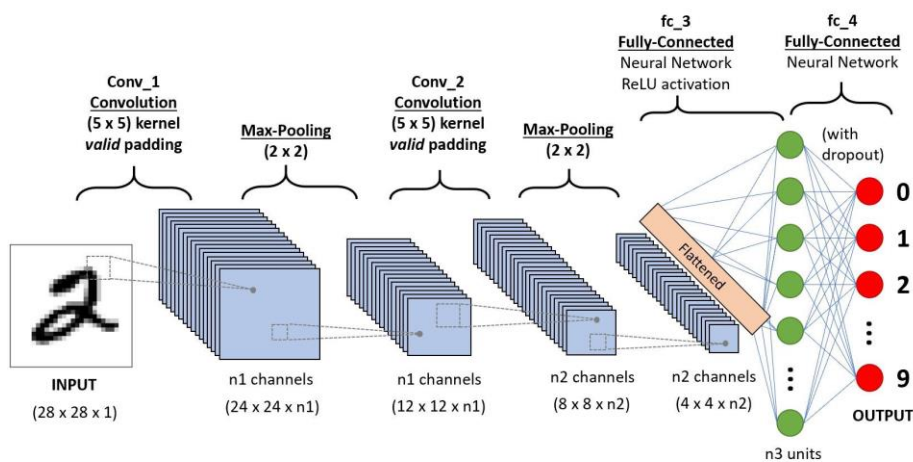 fc_3
Fully-Connected
Neural Network
ReLU activation
fc_4
Fully-Connected
Neural Network
Conv_1
Convolution
(5 x 5) kernel
valid padding
Max-Pooling
(2 x 2)
Conv_2
Convolution
(5 x 5) kernel
valid padding
Max-Pooling
(2 x 2)
(with
dropout)
Flattened
0
1
2
9
INPUT
(28 x 28 x 1)
n1 channels
(24 x 24 x n1)
n1 channels
(12 x 12 x n1)
n2 channels
(8 x 8 x n2)
n2 channels
(4 x 4 x n2)
OUTPUT
n3 units
2